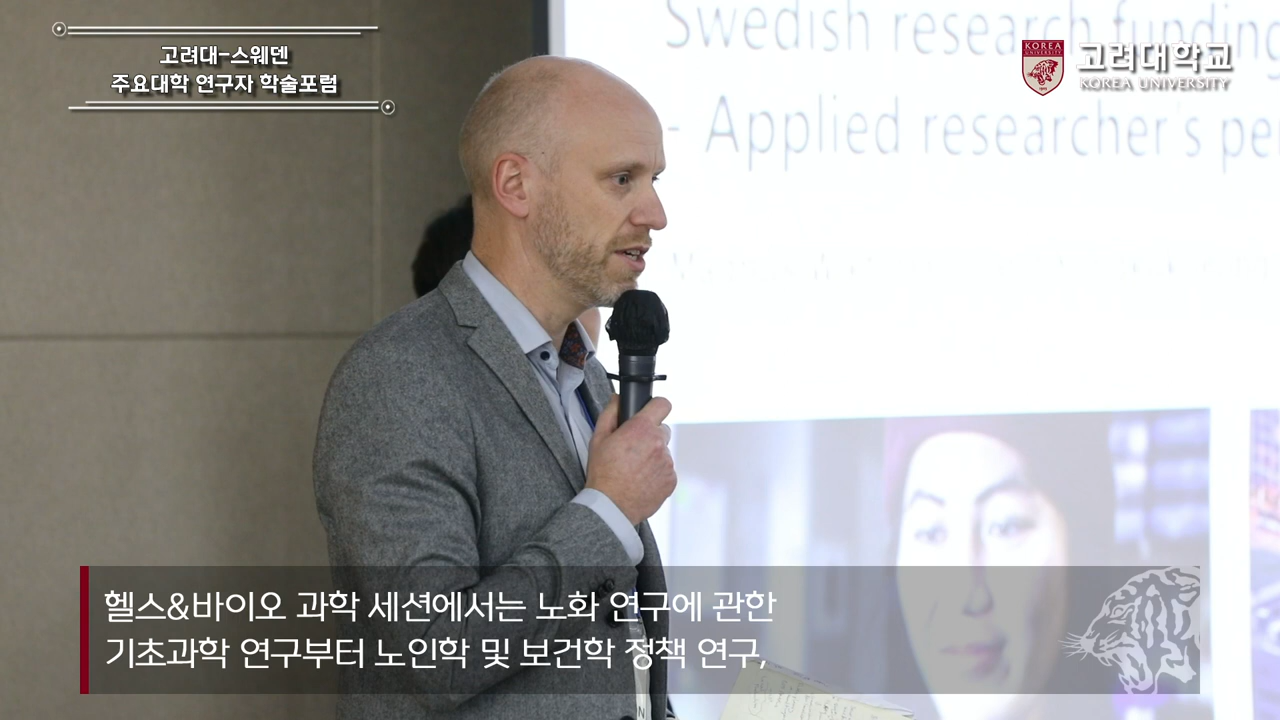 고려대-스웨덴
주요대학 연구자 학술포럼
Swedish research funding
- Applied researcher's
KOREA
UNIVERSITY
고려대학교
KOREA UNIVERSITY
헬스&바이오 과학 세션에서는 노화 연구에 관한
기초과학 연구부터 노인학 및 보건학 정책 연구,
N